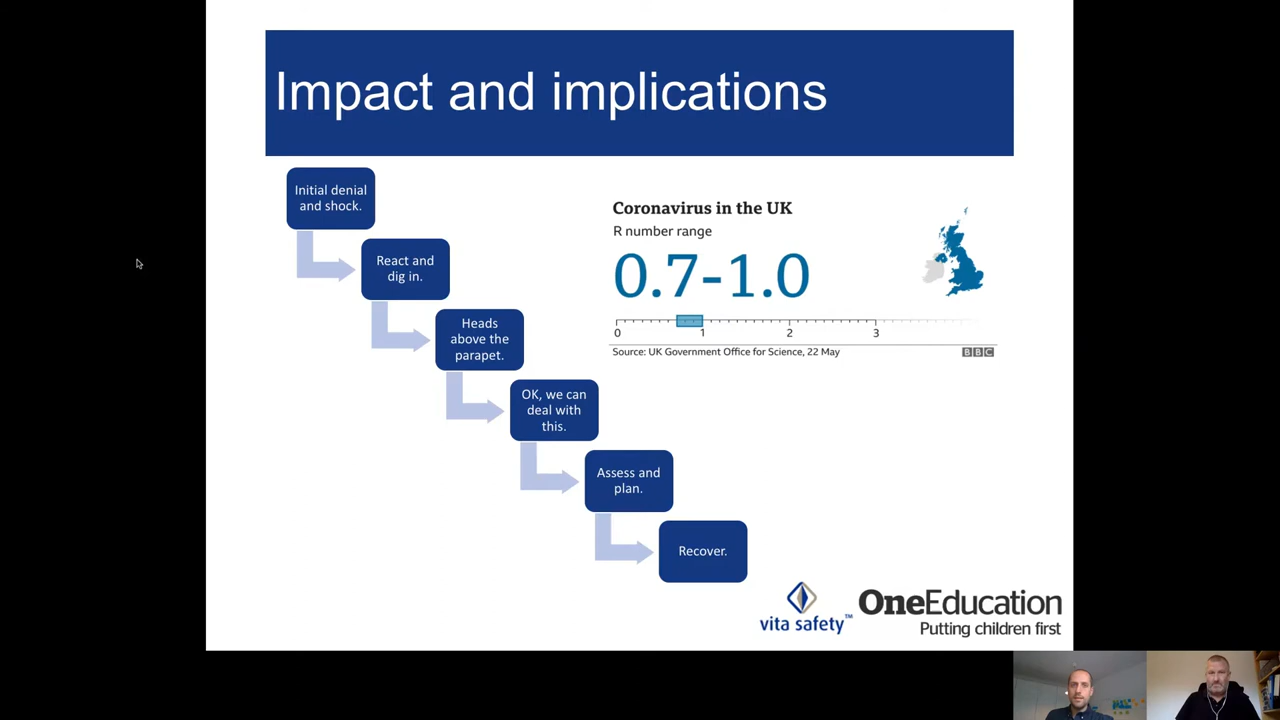 Impact and implications
Initial denial
and shock.
React and
dig in.
Heads
above the
parapet.
OK, we can
deal with
this.
Assess and
plan.
Recover.
Coronavirus in the UK
R number range
0.7-1.0
0 1 2 3
Source: UK Government Office for Science, 22 May
BBC
vita safety™
OneEducation
Putting children first